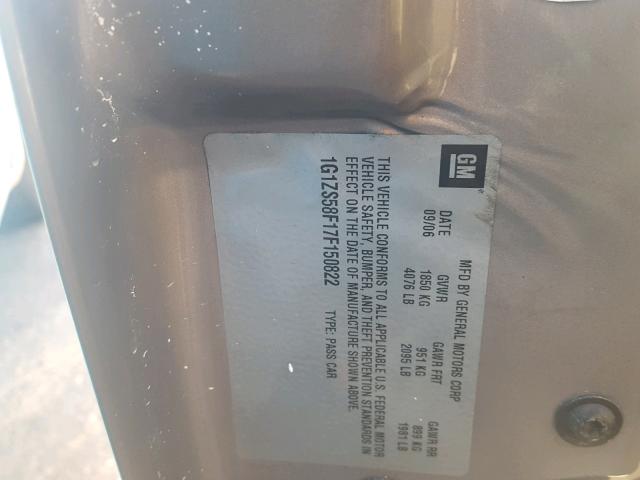 GM
MFD BY GENERAL MOTORS CORP
DATE GVWR GAWR FRT GAWR RR
09/06 1850 KG 951 KG 899 KG
4076 LB 2095 LB 1981 LB
THIS VEHICLE CONFORMS TO ALL APPLICABLE U.S. FEDERAL MOTOR
VEHICLE SAFETY, BUMPER, AND THEFT PREVENTION STANDARDS IN
EFFECT ON THE DATE OF MANUFACTURE SHOWN ABOVE.
1G1ZS58F17F150822 TYPE: PASS CAR